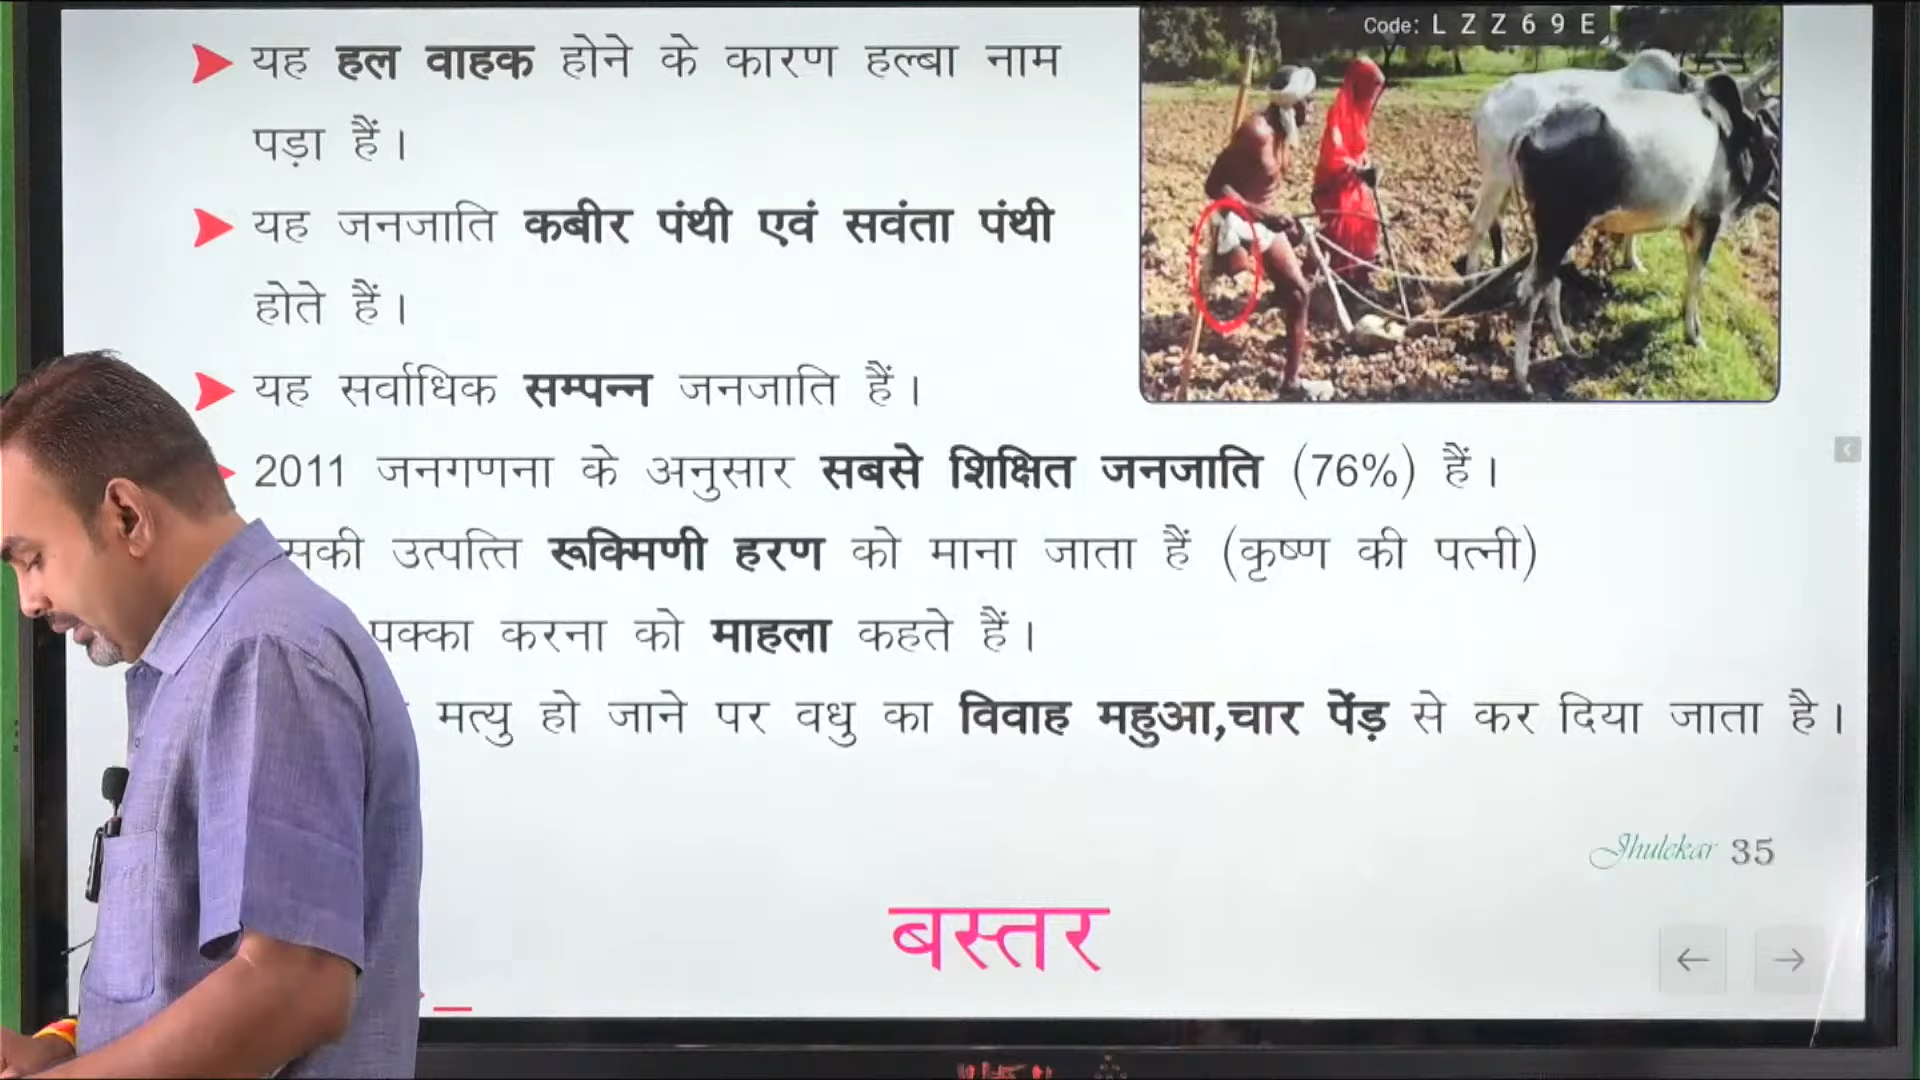 Code: L Z Z 6 9 E
यह हल वाहक होने के कारण हल्बा नाम
पड़ा हैं।
यह जनजाति कबीर पंथी एवं सवंता पंथी
होते हैं।
यह सर्वाधिक सम्पन्न जनजाति हैं।
2011 जनगणना के अनुसार सबसे शिक्षित जनजाति (76%) हैं।
उत्पत्ति रूक्मिणी हरण को माना जाता हैं (कृष्ण की पत्नी)
पक्का करना को माहला कहते हैं।
मत्यु हो जाने पर वधु का विवाह महुआ,चार पेंड़ से कर दिया जाता है।
Jhulekar 35
बस्तर